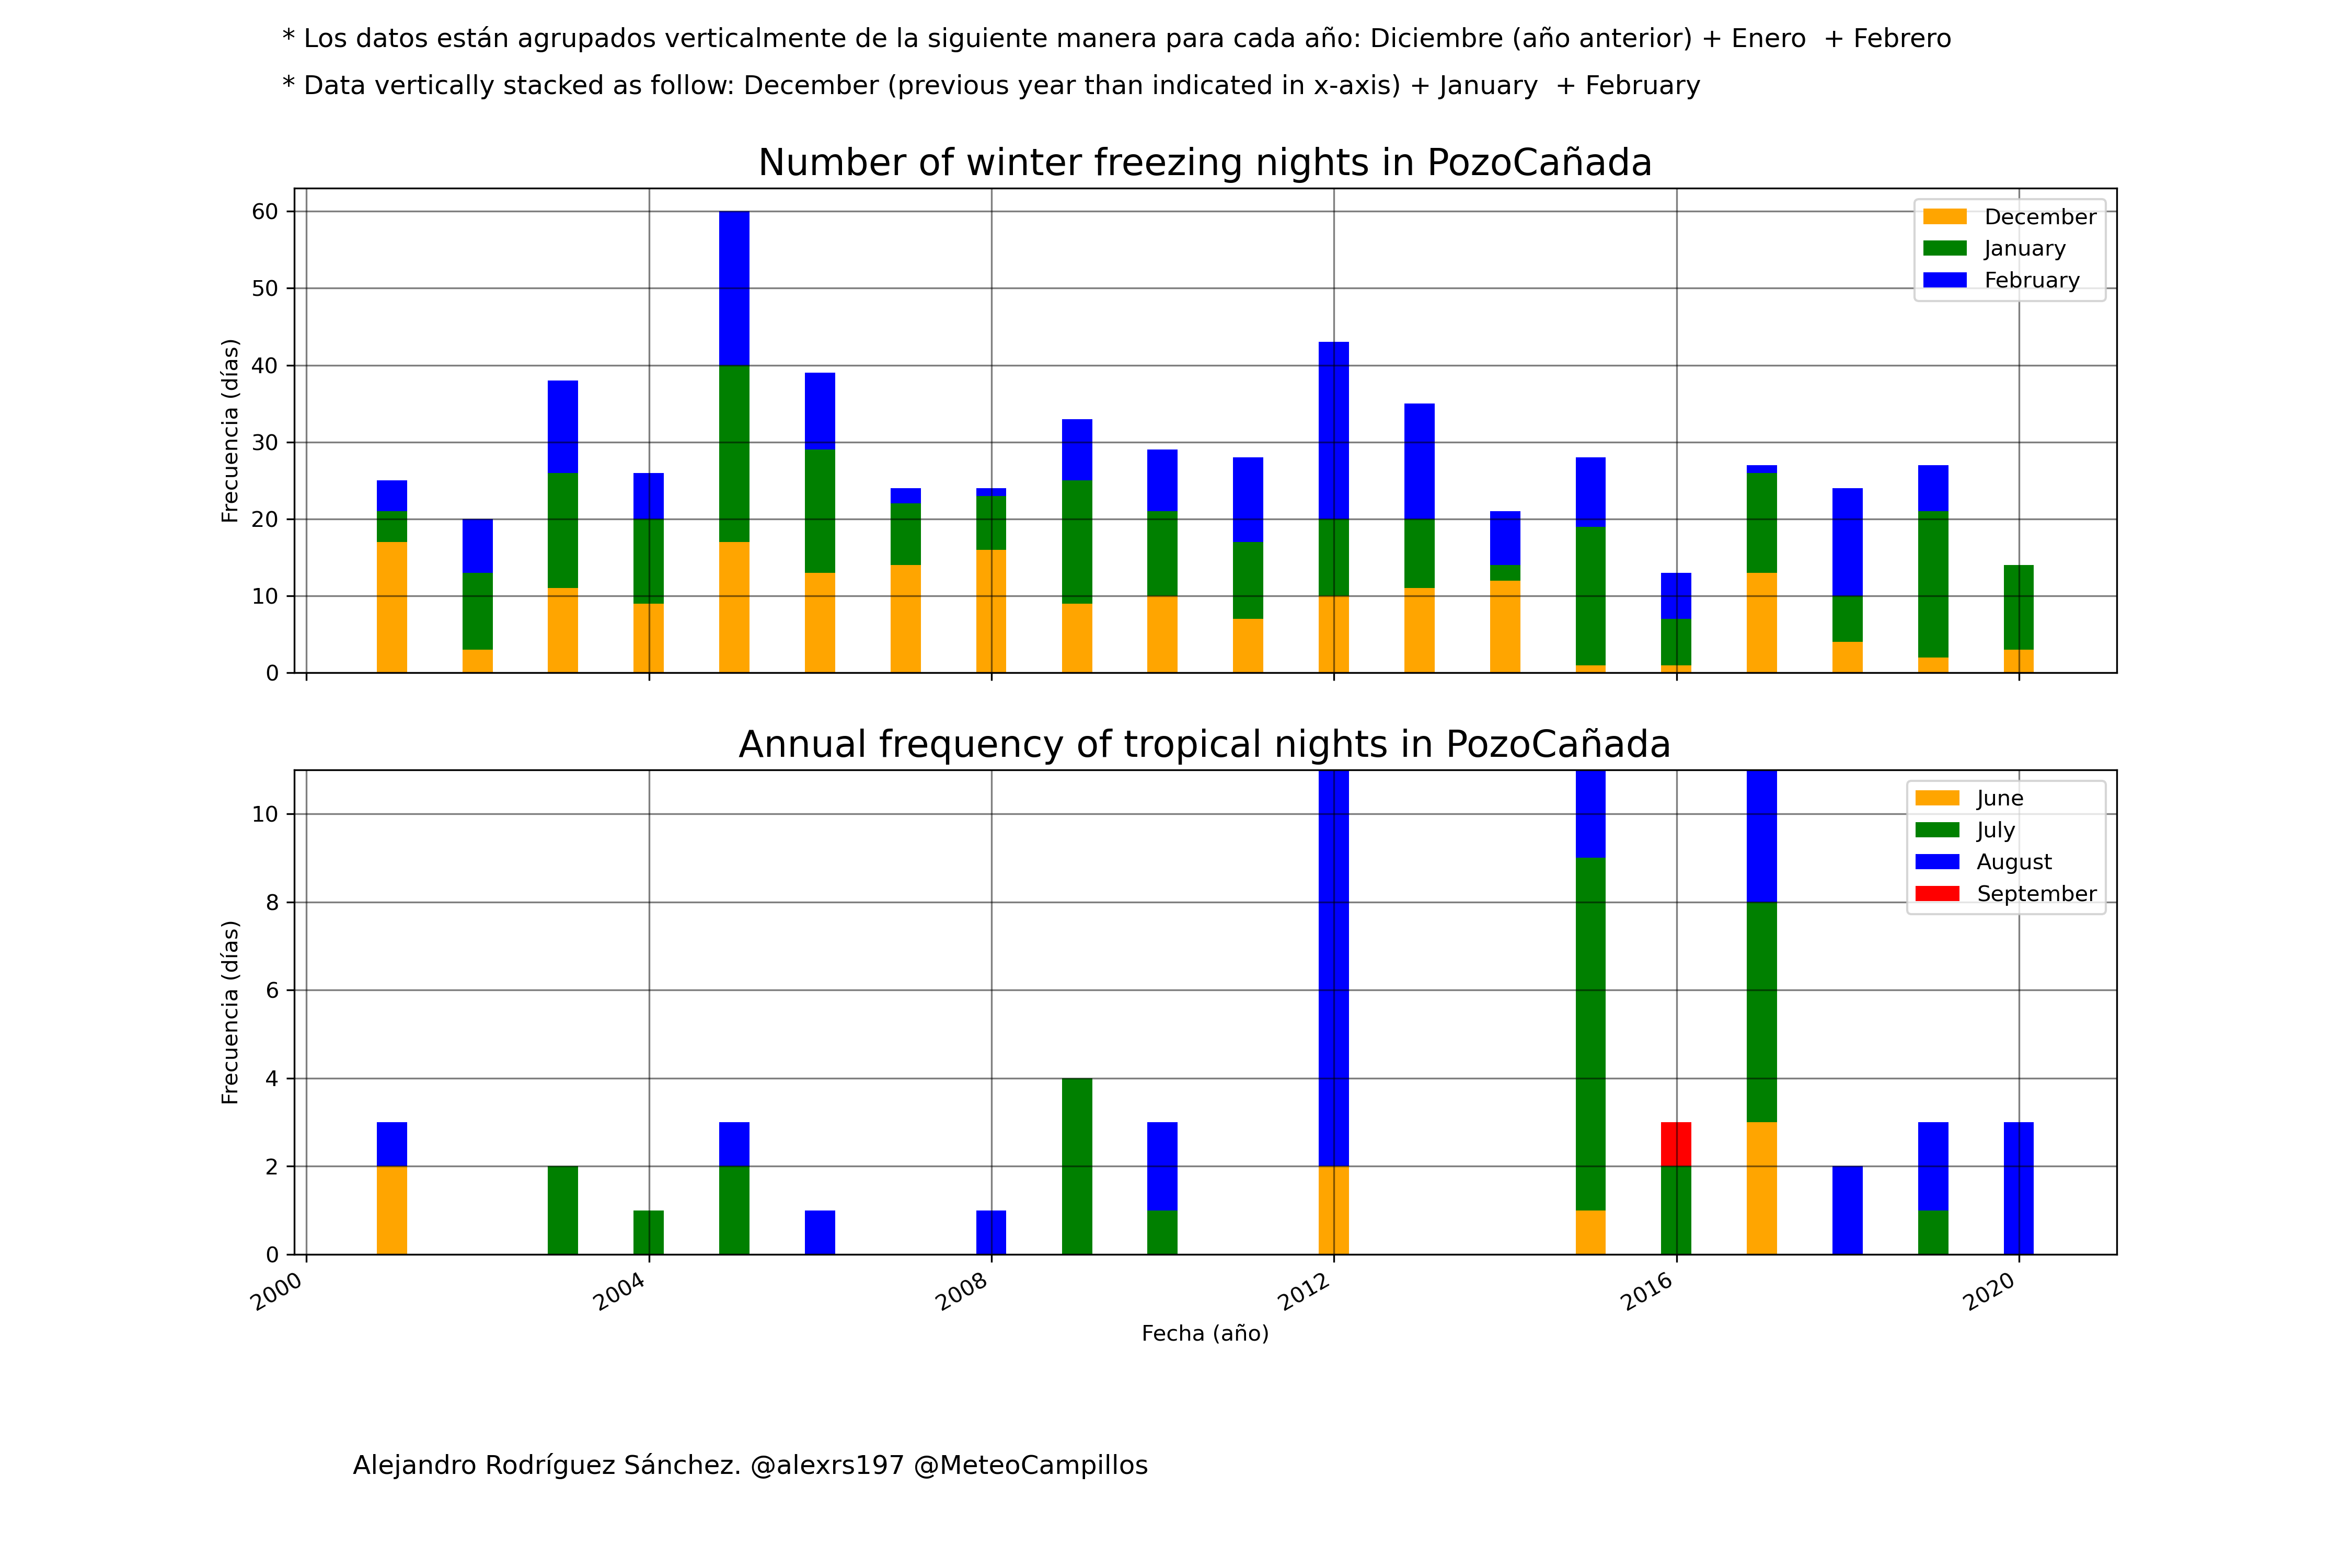 * Los datos están agrupados verticalmente de la siguiente manera para cada año: Diciembre (año anterior) + Enero  + Febrero
* Data vertically stacked as follow: December (previous year than indicated in x-axis) + January  + February
Number of winter freezing nights in PozoCañada
60
50
40
30
20
10
0
Frecuencia (días)
December
January
February
Annual frequency of tropical nights in PozoCañada
10
8
6
4
2
0
Frecuencia (días)
June
July
August
September
2000
2004
2008
2012
2016
2020
Fecha (año)
Alejandro Rodríguez Sánchez. @alexrs197 @MeteoCampillos